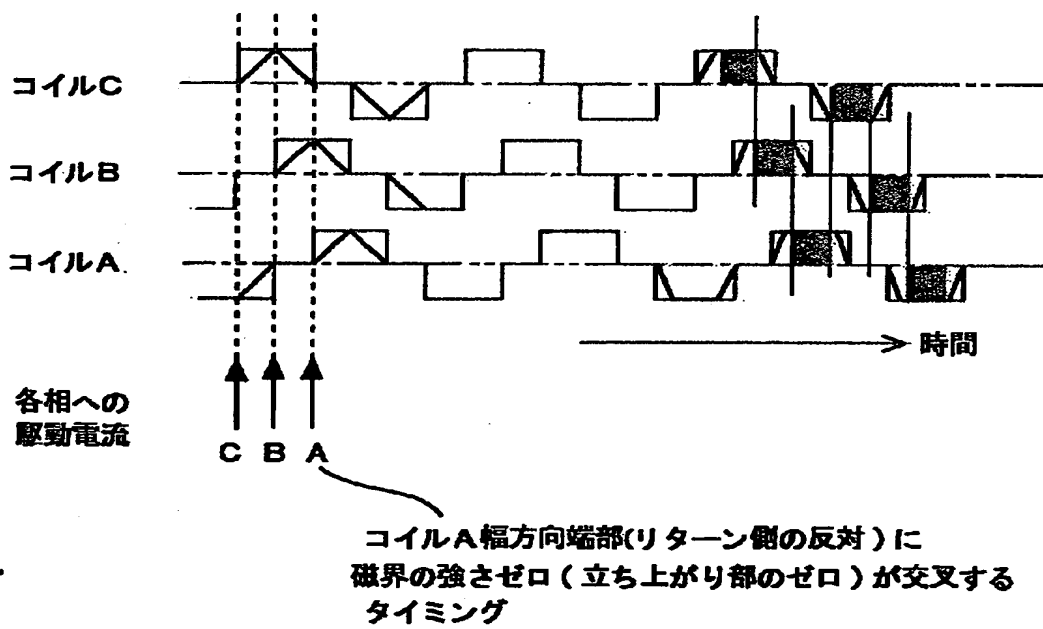 コイルC
コイルB
コイルA
時間
各相への
駆動電流
C B A
コイルA幅方向端部(リターン側の反対)に
磁界の強さゼロ(立ち上がり部のゼロ)が交叉する
タイミング